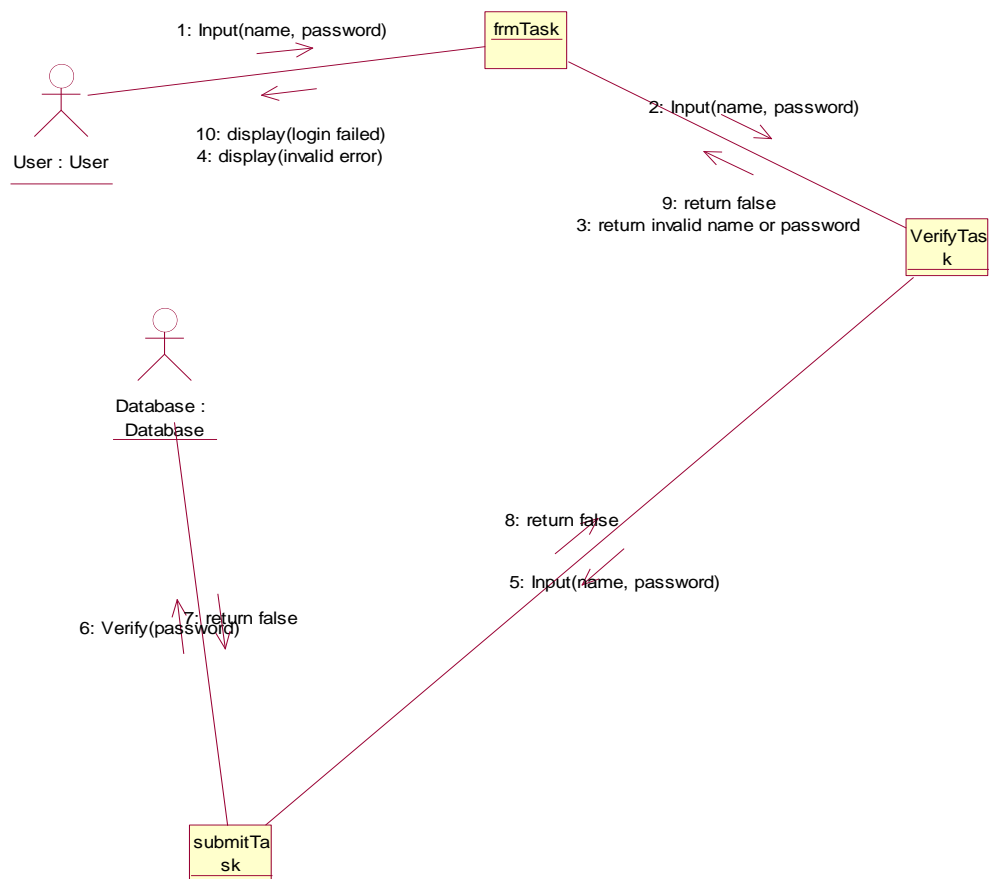 1: Input(name, password)
frmTask
User : User
10: display(login failed)
4: display(invalid error)
2: Input(name, password)
9: return false
3: return invalid name or password
VerifyTas
k
Database :
Database
8: return false
5: Input(name, password)
7: return false
6: Verify(password)
submitTa
sk